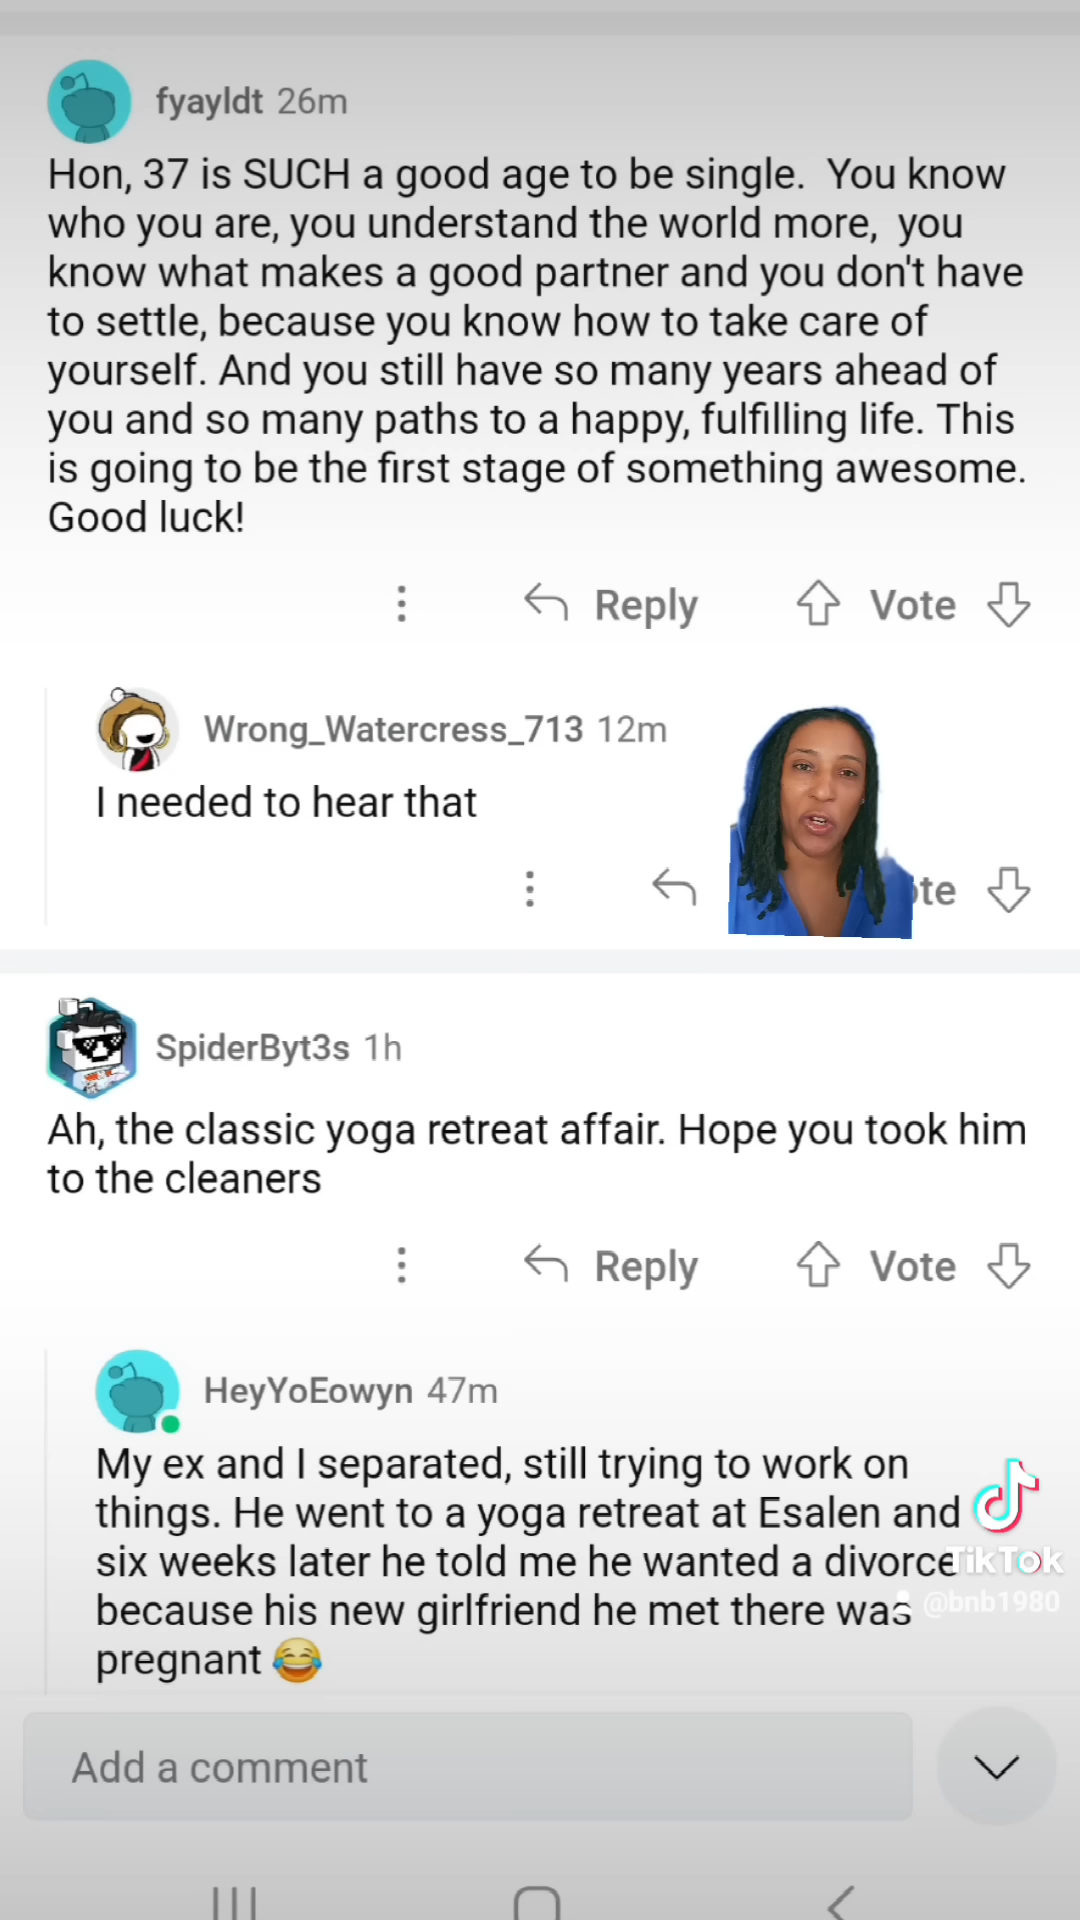 fyayldt 26m
Hon, 37 is SUCH a good age to be single. You know
who you are, you understand the world more, you
know what makes a good partner and you don't have
to settle, because you know how to take care of
yourself. And you still have so many years ahead of
you and so many paths to a happy, fulfilling life. This
is going to be the first stage of something awesome.
Good luck!
Reply Vote
Wrong_Watercress_713 12m
I needed to hear that
ote
SpiderByt3s 1h
Ah, the classic yoga retreat affair. Hope you took him
to the cleaners
Reply Vote
HeyYoEowyn 47m
My ex and I separated, still trying to work on
things. He went to a yoga retreat at Esalen and
six weeks later he told me he wanted a divorce
because his new girlfriend he met there was
pregnant 😂
TikTok
@bnb1980
Add a comment